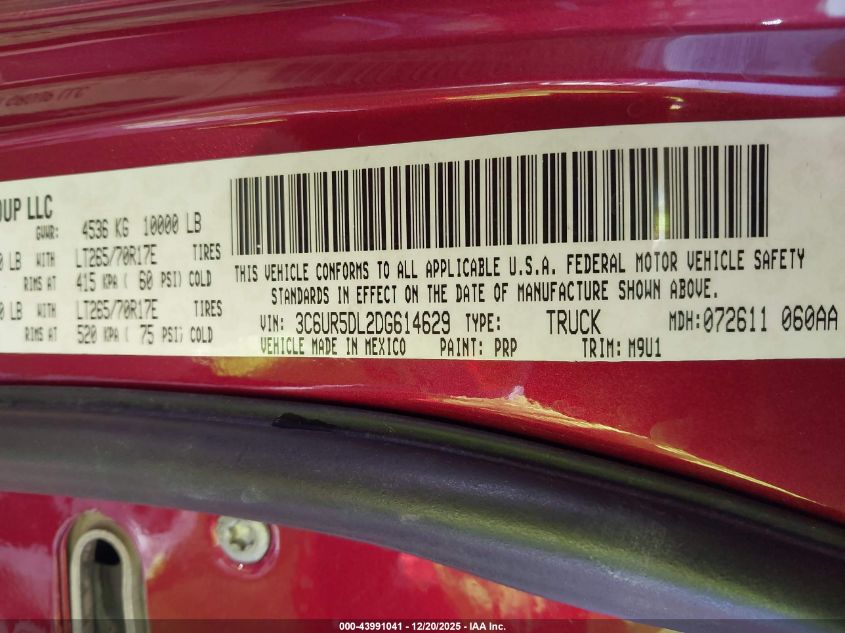 OUP LLC
GVWR: 4536 KG 10000 LB
LB WITH LT265/70R17E TIRES
RIMS AT 415 KPA ( 60 PSI) COLD
LB WITH LT265/70R17E TIRES
RIMS AT 520 KPA ( 75 PSI) COLD
THIS VEHICLE CONFORMS TO ALL APPLICABLE U.S.A. FEDERAL MOTOR VEHICLE SAFETY
STANDARDS IN EFFECT ON THE DATE OF MANUFACTURE SHOWN ABOVE.
VIN: 3C6UR5DL2DG614629 TYPE: TRUCK MDH:072611 060AA
VEHICLE MADE IN MEXICO PAINT: PRP TRIM: M9U1
000-43991041 - 12/20/2025 - IAA Inc.